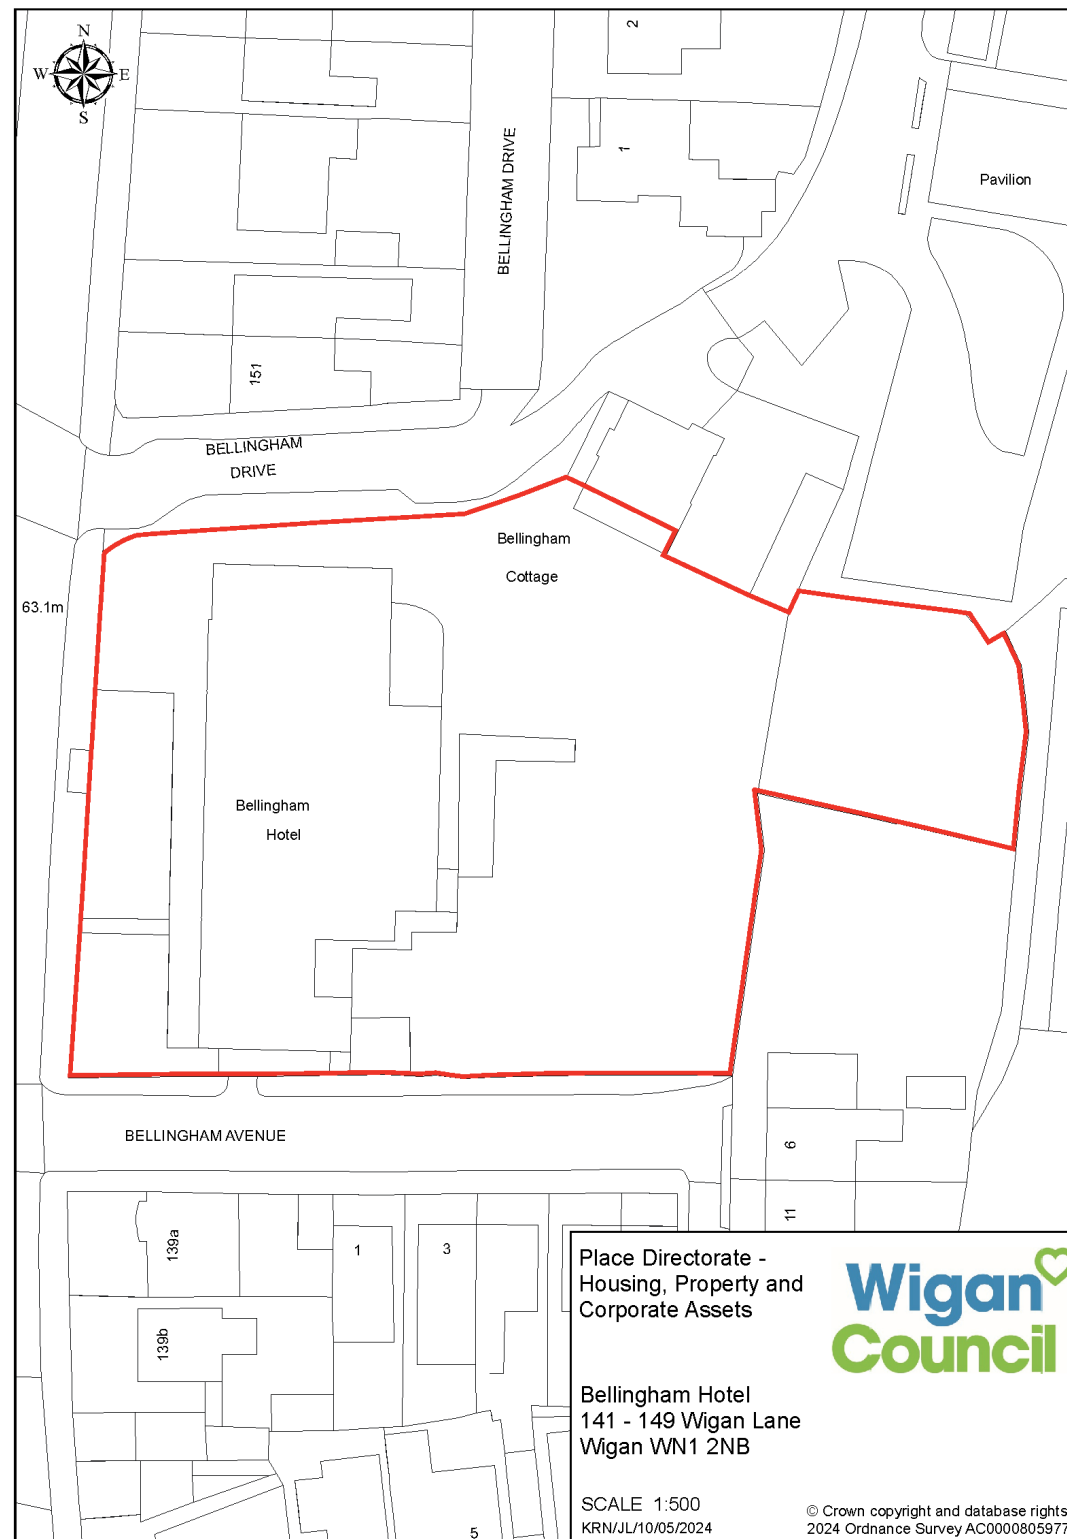 N
W E
S
2
BELLINGHAM DRIVE
1
Pavilion
151
BELLINGHAM
DRIVE
Bellingham
Cottage
63.1m
Bellingham
Hotel
BELLINGHAM AVENUE
6
11
139a
1
3
139b
5
Place Directorate -
Housing, Property and
Corporate Assets
Wigan
Council
Bellingham Hotel
141 - 149 Wigan Lane
Wigan WN1 2NB
SCALE 1:500
KRN/JL/10/05/2024
© Crown copyright and database rights
2024 Ordnance Survey AC0000805977